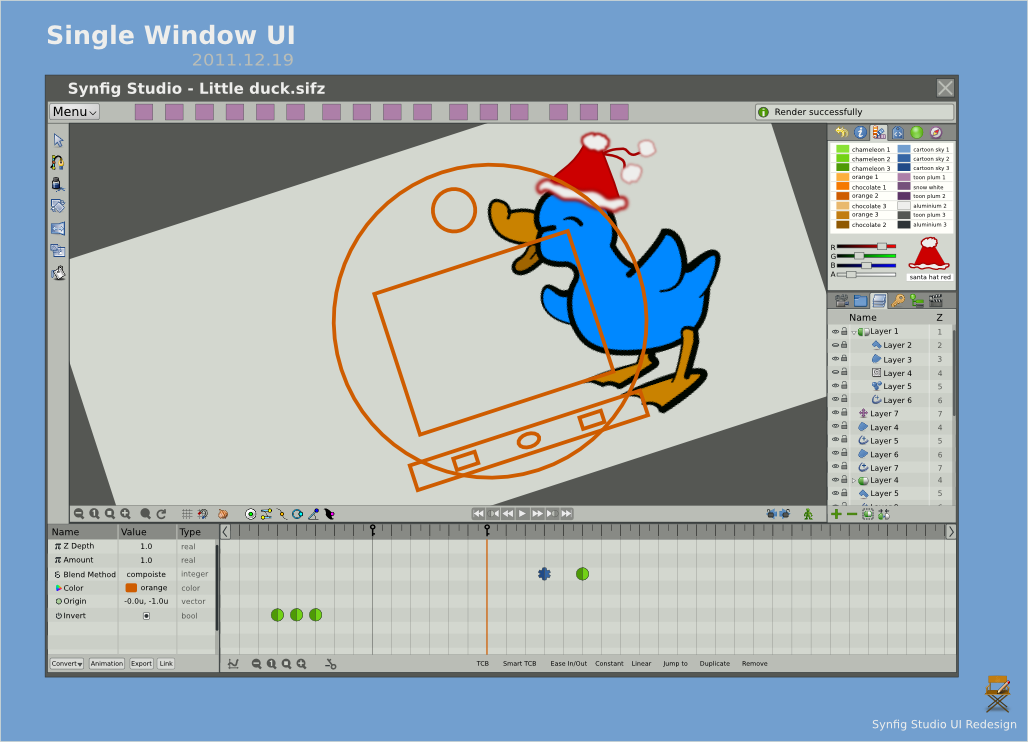 Single Window UI
2011.12.19
Synfig Studio - Little duck.sifz
Menu
Render successfully
chameleon 1 cartoon sky 1
chameleon 2 cartoon sky 2
chameleon 3 cartoon sky 3
orange 1 toon plum 1
chocolate 1 snow white
orange 2 toon plum 2
chocolate 3 aluminium 2
orange 3 toon plum 3
chocolate 2 aluminium 3
R
G
B
A
santa hat red
Name Z
Layer 1 1
Layer 2 2
Layer 3 3
Layer 4 4
Layer 5 5
Layer 6 6
Layer 7 7
Layer 4 4
Layer 5 5
Layer 6 6
Layer 7 7
Layer 4 4
Layer 5 5
Name Value Type
π Z Depth 1.0 real
π Amount 1.0 real
Blend Method compoiste integer
Color orange color
Origin -0.0u, -1.0u vector
Invert bool
Convert Animation Export Link
TCB Smart TCB Ease In/Out Constant Linear Jump to Duplicate Remove
Synfig Studio UI Redesign